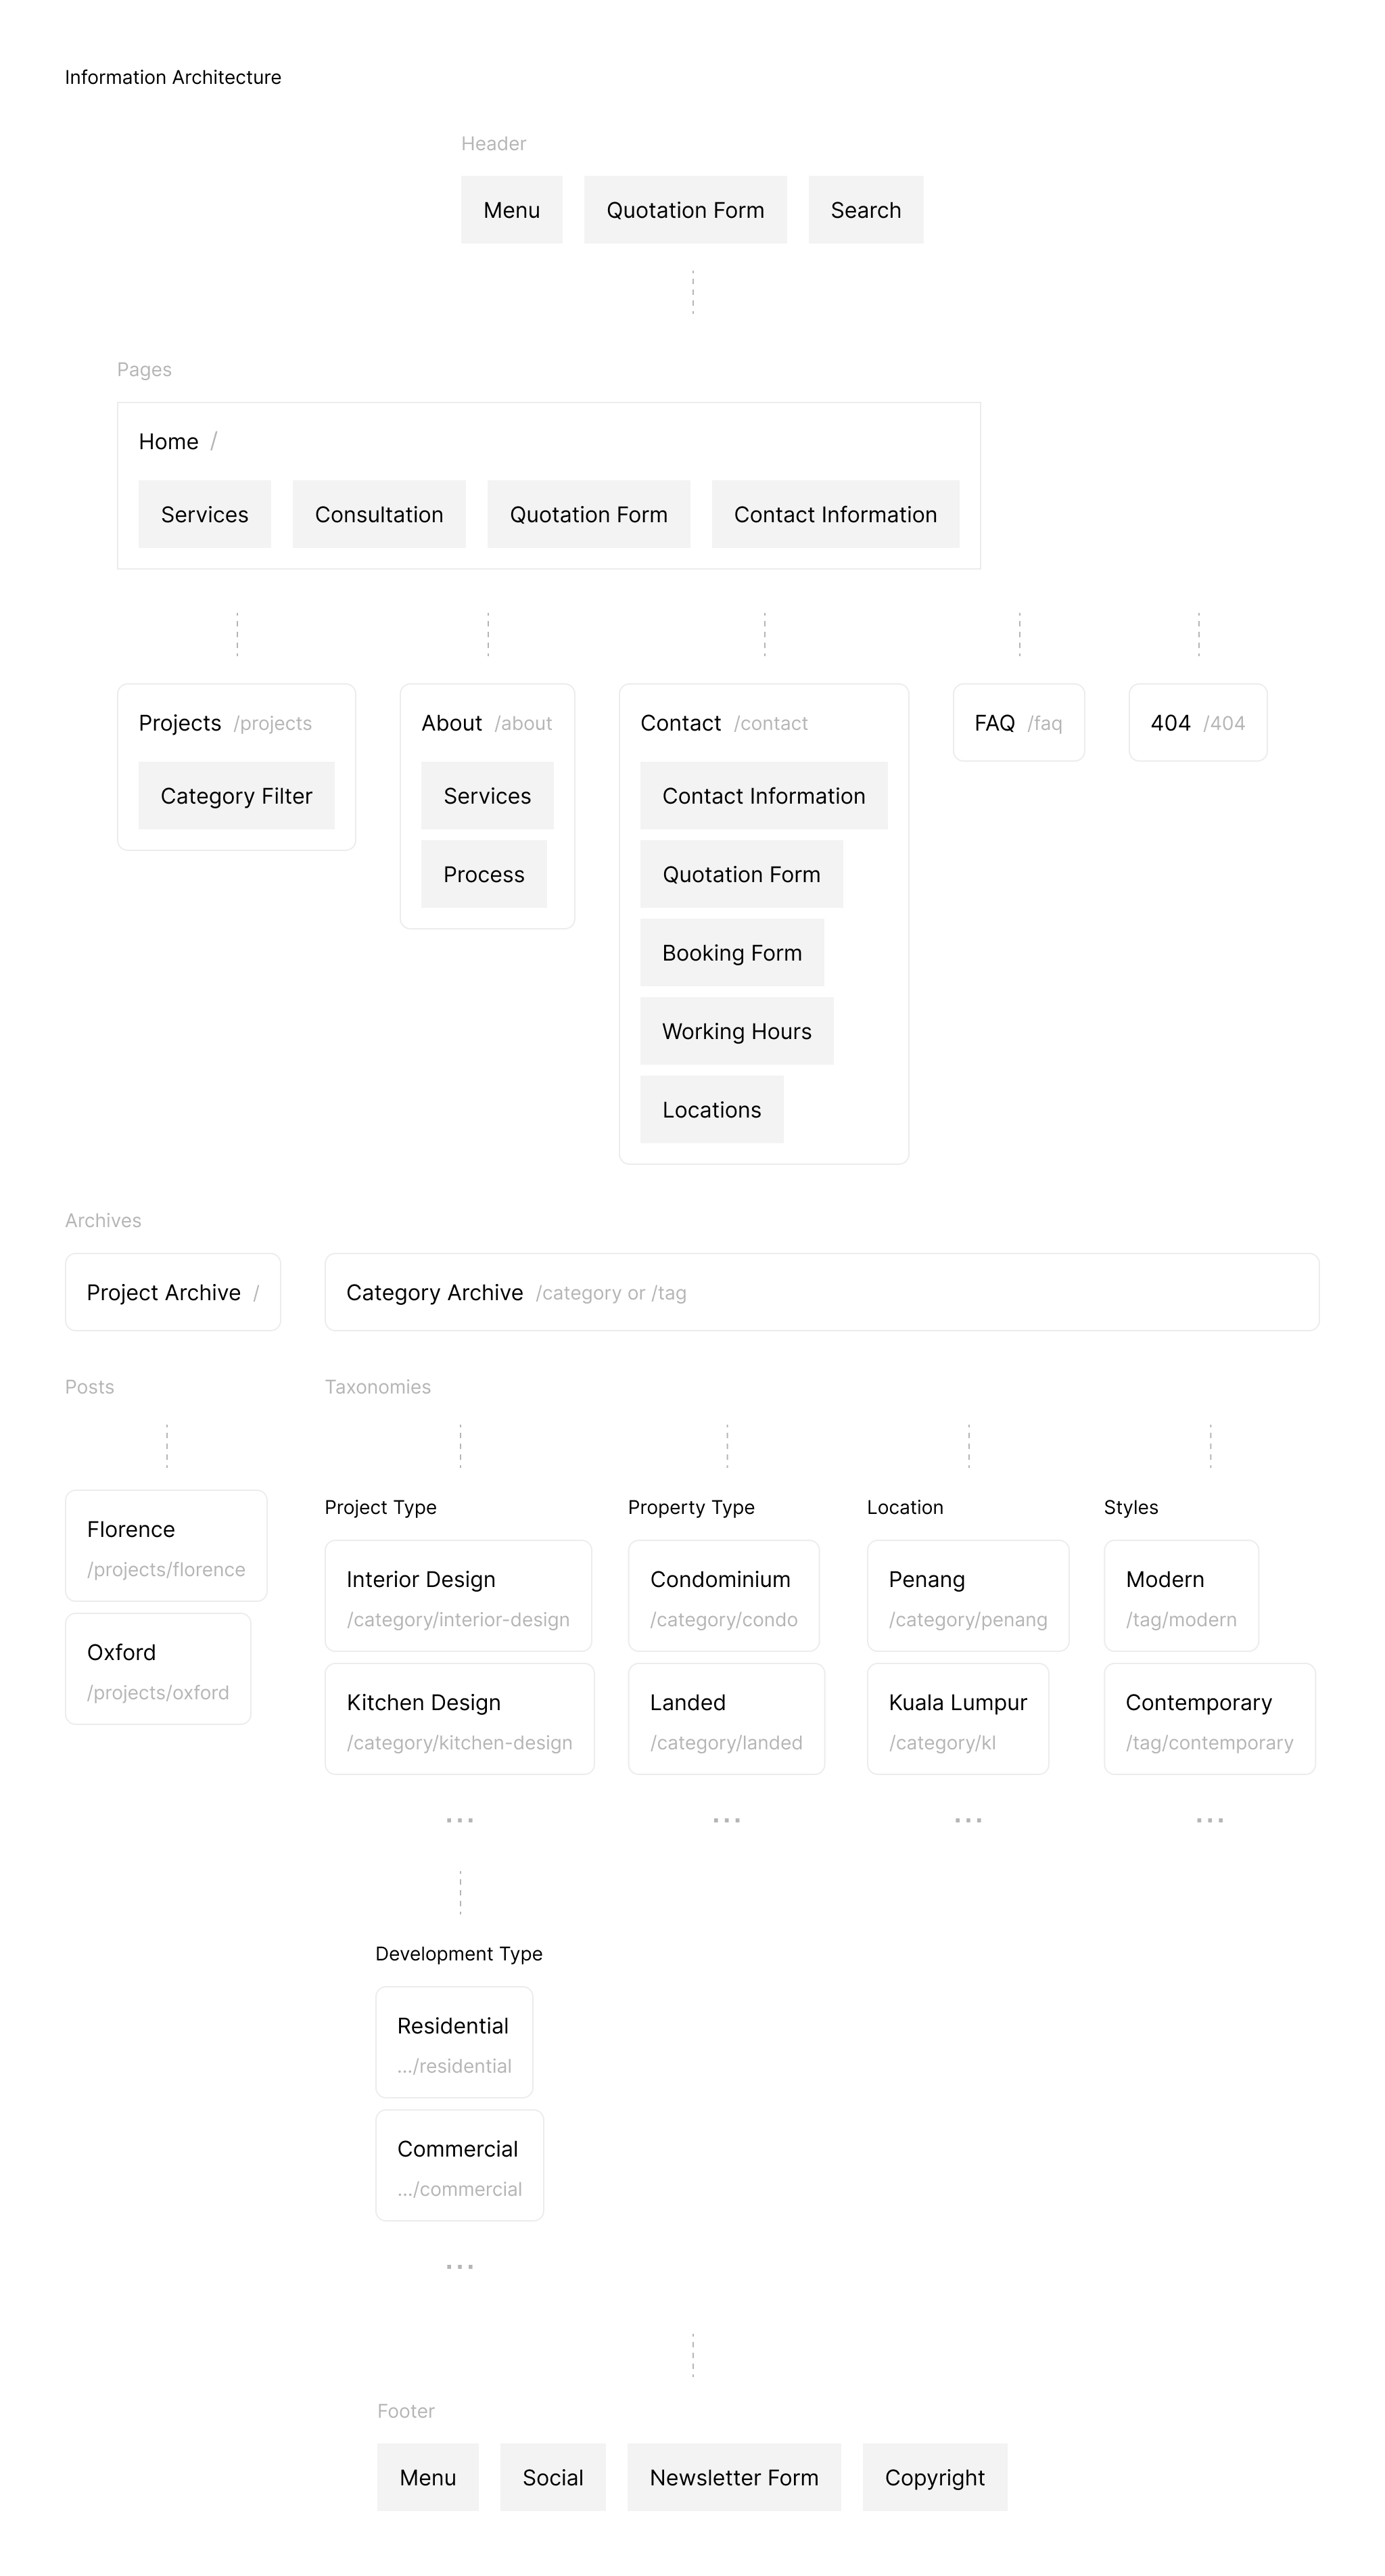 Information Architecture
Header
Menu
Quotation Form
Search
Pages
Home /
Services
Consultation
Quotation Form
Contact Information
Projects /projects
Category Filter
About /about
Services
Process
Contact /contact
Contact Information
Quotation Form
Booking Form
Working Hours
Locations
FAQ /faq
404 /404
Archives
Project Archive /
Category Archive /category or /tag
Posts
Florence
/projects/florence
Oxford
/projects/oxford
Taxonomies
Project Type
Interior Design
/category/interior-design
Kitchen Design
/category/kitchen-design
...
Property Type
Condominium
/category/condo
Landed
/category/landed
...
Location
Penang
/category/penang
Kuala Lumpur
/category/kl
...
Styles
Modern
/tag/modern
Contemporary
/tag/contemporary
...
Development Type
Residential
.../residential
Commercial
.../commercial
...
Footer
Menu
Social
Newsletter Form
Copyright